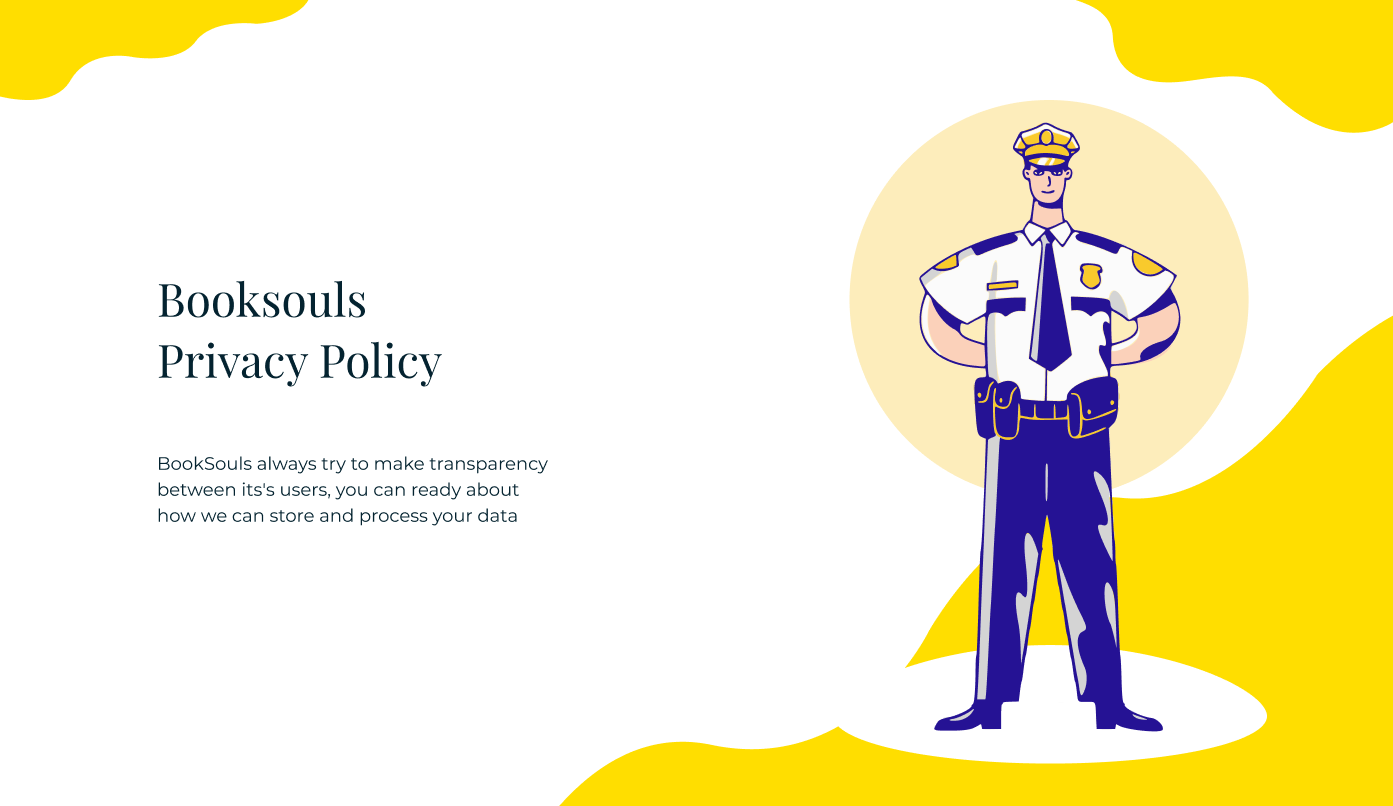 Booksouls
Privacy Policy
BookSouls always try to make transparency
between its's users, you can ready about
how we can store and process your data